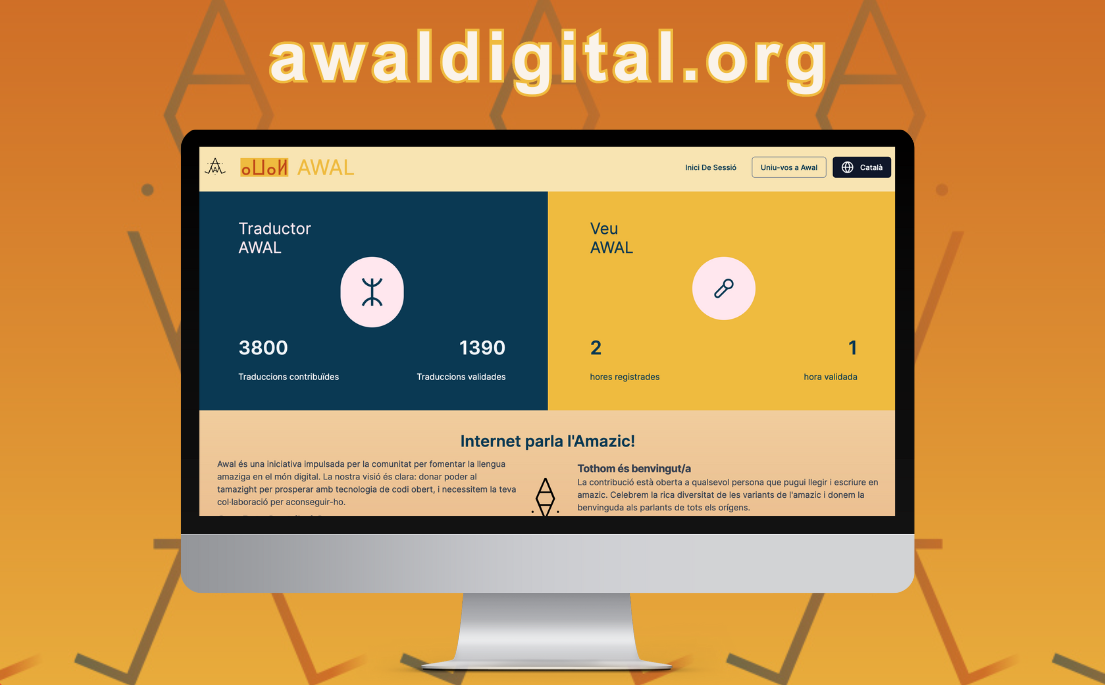 awaldigital.org
ⴰⵡⴰⵍ AWAL
Inici De Sessió
Uniu-vos a Awal
Català
Traductor
AWAL
3800
1390
Traduccions contribuïdes
Traduccions validades
Veu
AWAL
2
1
hores registrades
hora validada
Internet parla l'Amazic!
Awal és una iniciativa impulsada per la comunitat per fomentar la llengua
amaziga en el món digital. La nostra visió és clara: donar poder al
tamazight per prosperar amb tecnologia de codi obert, i necessitem la teva
col·laboració per aconseguir-ho.
Tothom és benvingut/a
La contribució està oberta a qualsevol persona que pugui llegir i escriure en
amazic. Celebrem la rica diversitat de les variants de l'amazic i donem la
benvinguda als parlants de tots els orígens.